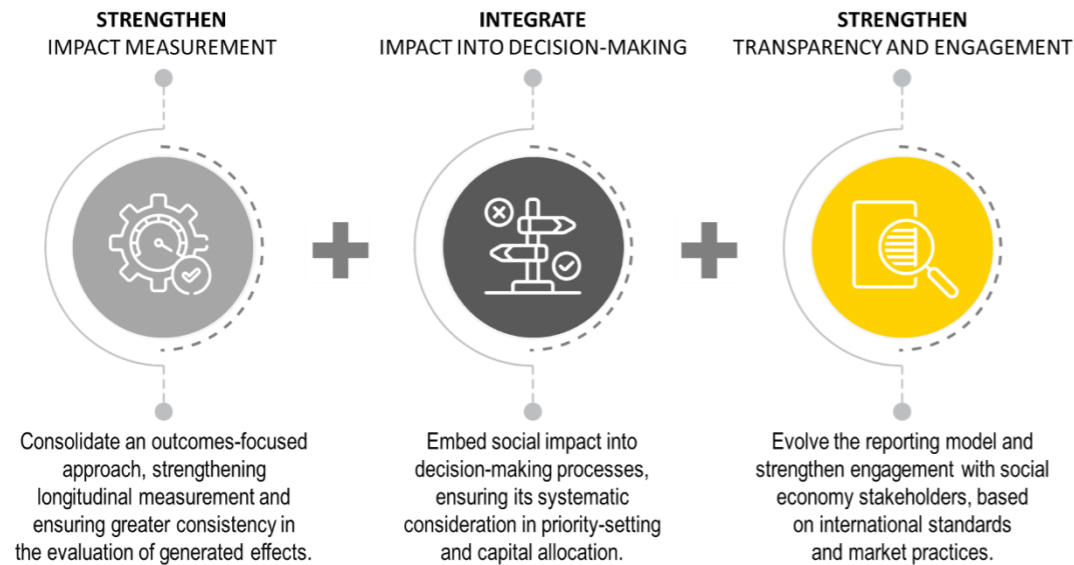 STRENGTHEN
IMPACT MEASUREMENT
Consolidate an outcomes-focused
approach, strengthening
longitudinal measurement and
ensuring greater consistency in
the evaluation of generated effects.
INTEGRATE
IMPACT INTO DECISION-MAKING
Embed social impact into
decision-making processes,
ensuring its systematic
consideration in priority-setting
and capital allocation.
STRENGTHEN
TRANSPARENCY AND ENGAGEMENT
Evolve the reporting model and
strengthen engagement with social
economy stakeholders, based
on international standards
and market practices.